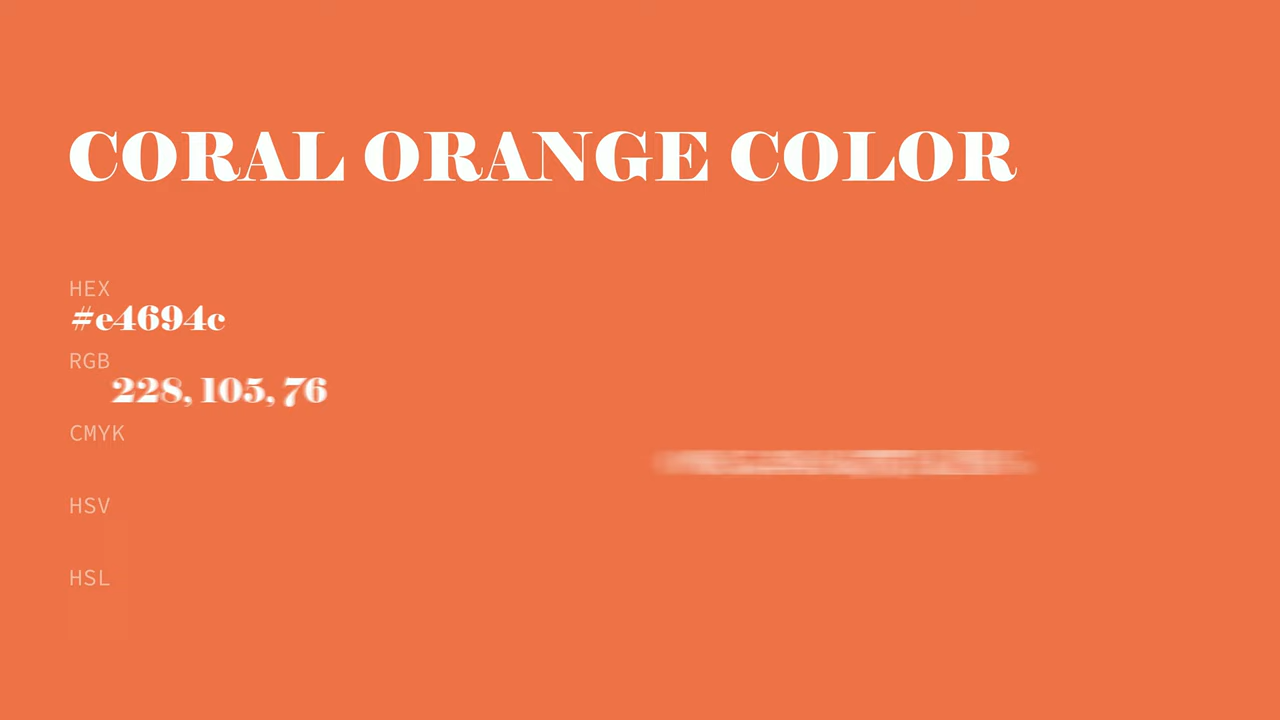 CORAL ORANGE COLOR
HEX
#e4694c
RGB
228, 105, 76
CMYK
HSV
HSL